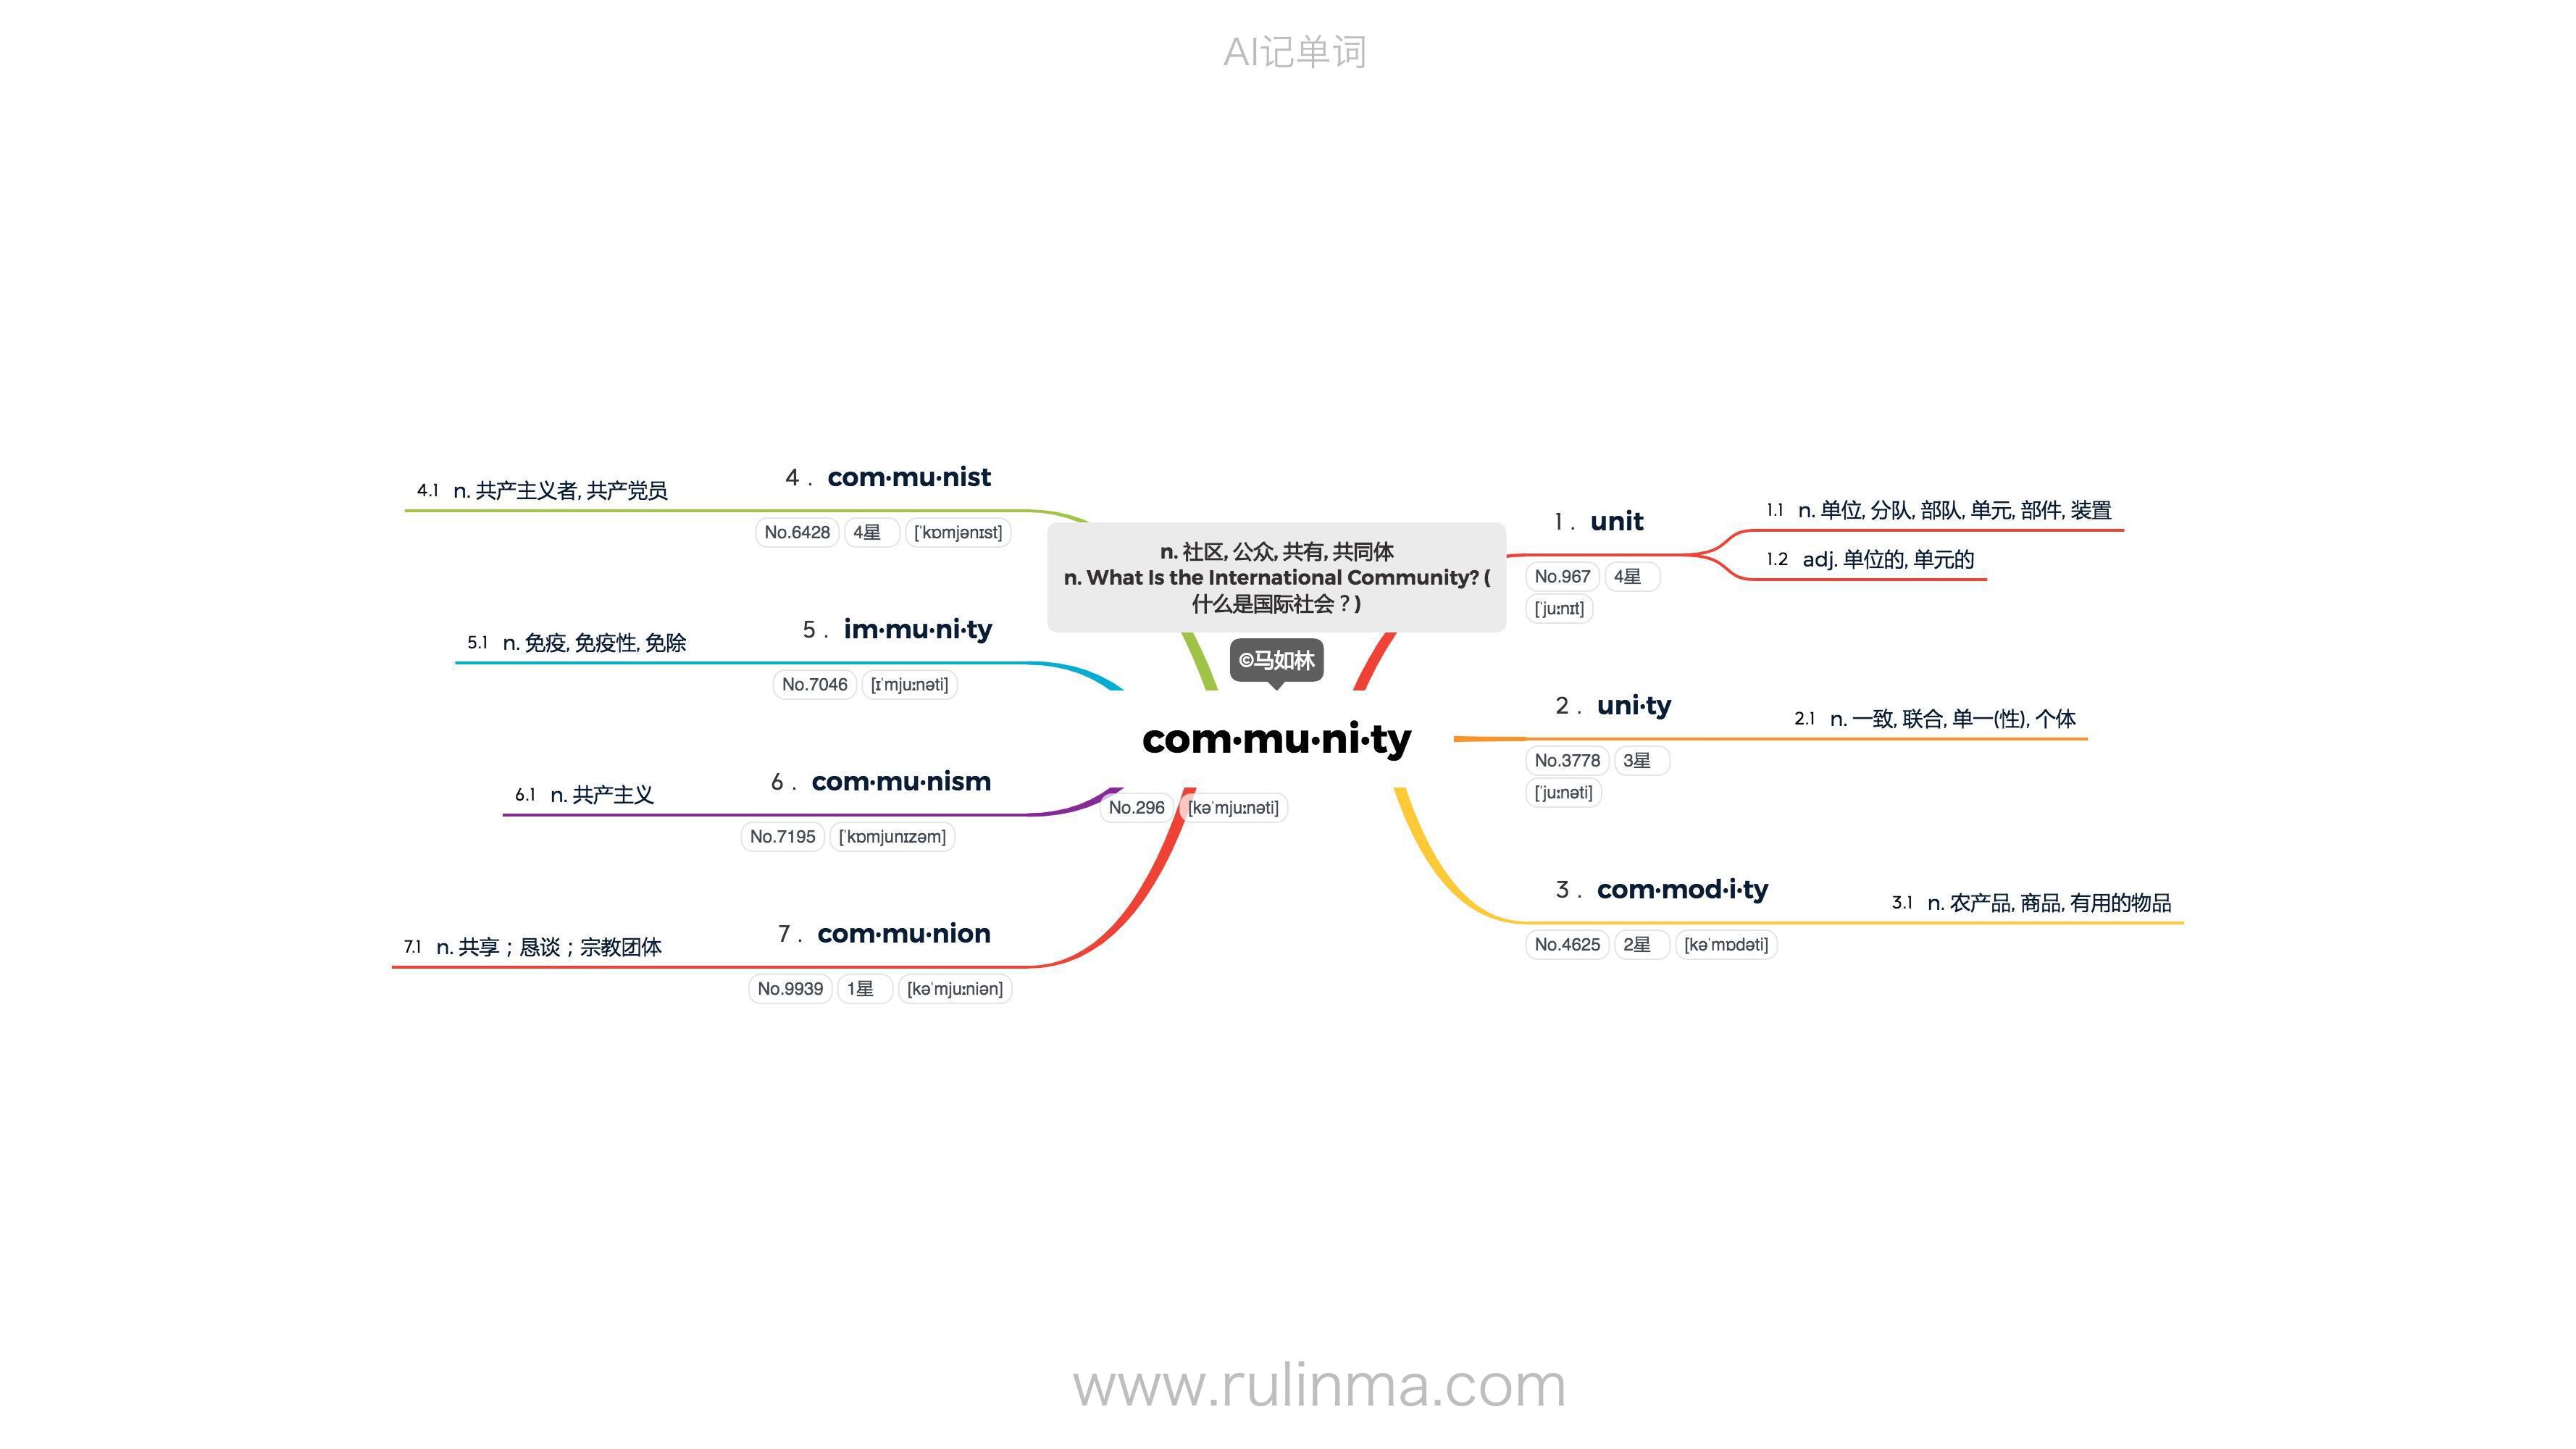 AI记单词
n. 社区, 公众, 共有, 共同体
n. What Is the International Community? (
什么是国际社会？)
©马如林
com·mu·ni·ty
No.296 [kəˈmjuːnəti]
1. unit
No.967 4星
[ˈjuːnɪt]
1.1 n. 单位, 分队, 部队, 单元, 部件, 装置
1.2 adj. 单位的, 单元的
2. uni·ty
No.3778 3星
[ˈjuːnəti]
2.1 n. 一致, 联合, 单一(性), 个体
3. com·mod·i·ty
No.4625 2星 [kəˈmɒdəti]
3.1 n. 农产品, 商品, 有用的物品
4. com·mu·nist
No.6428 4星 [ˈkɒmjənɪst]
4.1 n. 共产主义者, 共产党员
5. im·mu·ni·ty
No.7046 [ɪˈmjuːnəti]
5.1 n. 免疫, 免疫性, 免除
6. com·mu·nism
No.7195 [ˈkɒmjunɪzəm]
6.1 n. 共产主义
7. com·mu·nion
No.9939 1星 [kəˈmjuːniən]
7.1 n. 共享；恳谈；宗教团体
www.rulinma.com